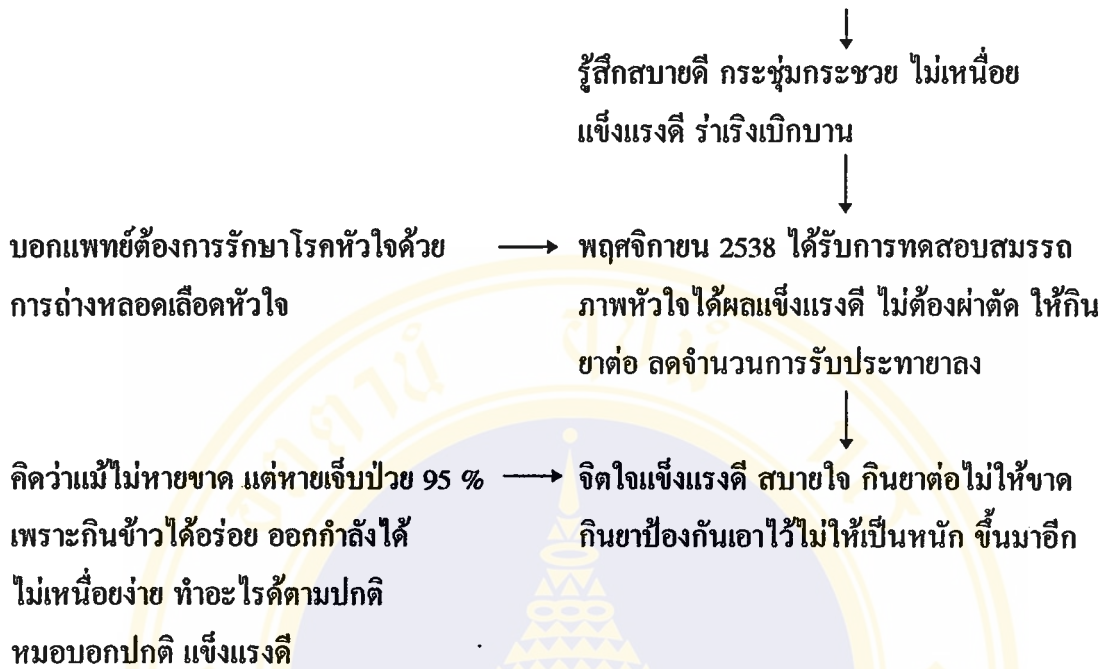 รู้สึกสบายดี กระชุ่มกระชวย ไม่เหนื่อย
แข็งแรงดี ร่าเริงเบิกบาน
บอกแพทย์ต้องการรักษาโรคหัวใจด้วย
การถ่างหลอดเลือดหัวใจ
พฤศจิกายน 2538 ได้รับการทดสอบสมรรถ
ภาพหัวใจได้ผลแข็งแรงดี ไม่ต้องผ่าตัด ให้กิน
ยาต่อ ลดจำนวนการรับประทายาลง
คิดว่าแม้ไม่หายขาด แต่หายเจ็บป่วย 95 %
เพราะกินข้าวได้อร่อย ออกกำลังได้
ไม่เหนื่อยง่าย ทำอะไรด้ตามปกติ
หมอบอกปกติ แข็งแรงดี
จิตใจแข็งแรงดี สบายใจ กินยาต่อไม่ให้ขาด
กินยาป้องกันเอาไว้ไม่ให้เป็นหนัก ขึ้นมาอีก